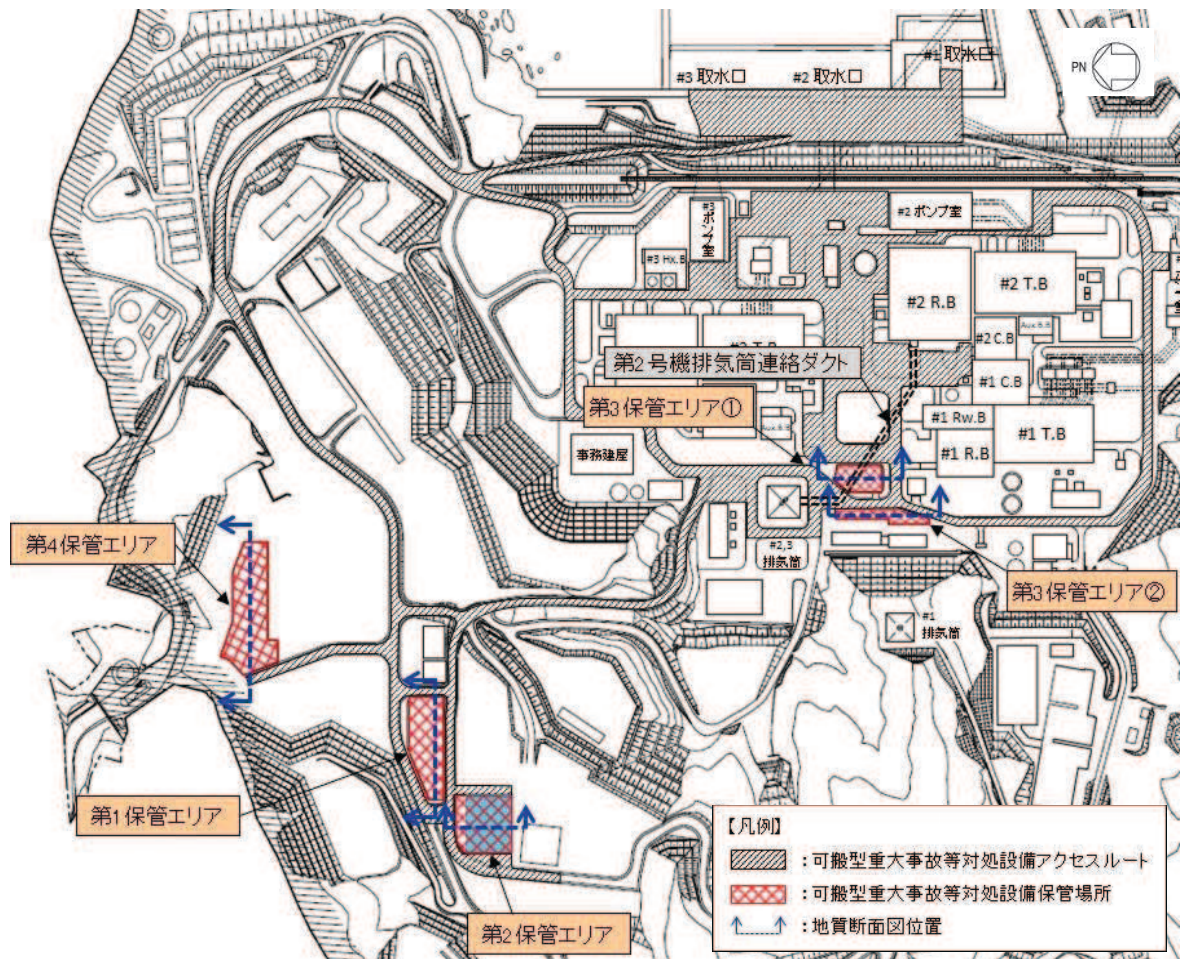 #1 取水口
#3 取水口
#2 取水口
PN
#3
ポンプ
室
#2 ポンプ室
#3 Hx.B
#2 R.B
#2 T.B
Aux.B.B
#2 C.B
第2号機排気筒連絡ダクト
#1 C.B
第3保管エリア①
#1 Rw.B
#1 T.B
#1 R.B
事務建屋
第4保管エリア
#2,3
排気筒
第3保管エリア②
#1
排気筒
第1保管エリア
第2保管エリア
【凡例】
：可搬型重大事故等対処設備アクセスルート
：可搬型重大事故等対処設備保管場所
：地質断面図位置